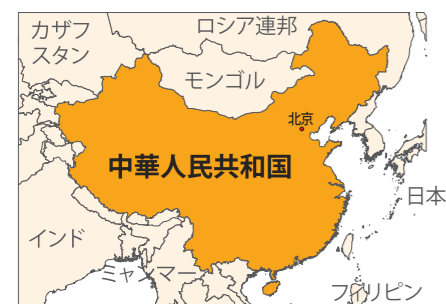 カザフ
スタン
ロシア連邦
モンゴル
北京
中華人民共和国
日本
インド
ミャンマー
フィリピン